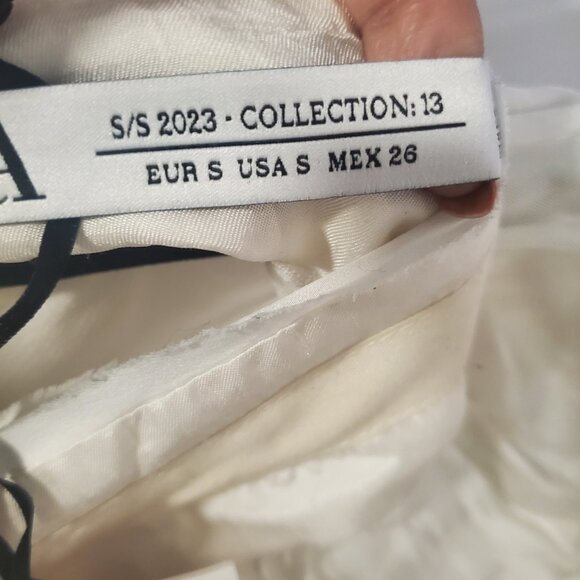 A
S/S 2023 - COLLECTION: 13
EUR S USA S MEX 26